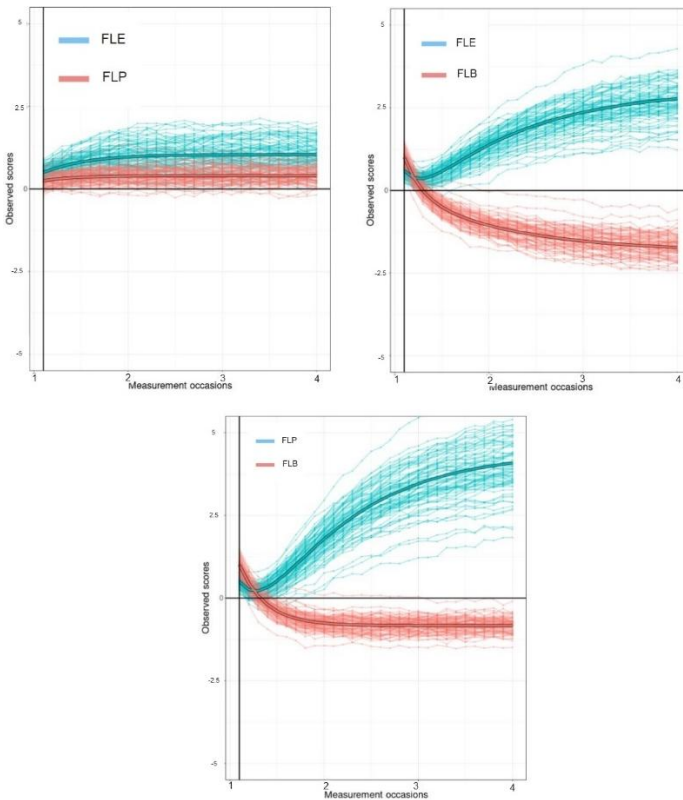 5
FLE
FLP
2.5
Observed scores
0
-2.5
-5
1
2
3
4
Measurement occasions
5
FLE
FLB
2.5
Observed scores
0
-2.5
-5
1
2
3
4
Measurement occasions
5
FLP
FLB
2.5
Observed scores
0
-2.5
-5
1
2
3
4
Measurement occasions